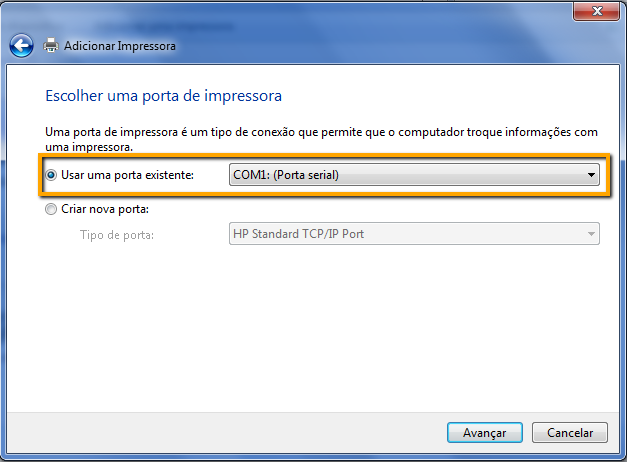 Adicionar Impressora
Escolher uma porta de impressora
Uma porta de impressora é um tipo de conexão que permite que o computador troque informações com
uma impressora.
Usar uma porta existente: COM1: (Porta serial)
Criar nova porta:
Tipo de porta: HP Standard TCP/IP Port
Avançar Cancelar